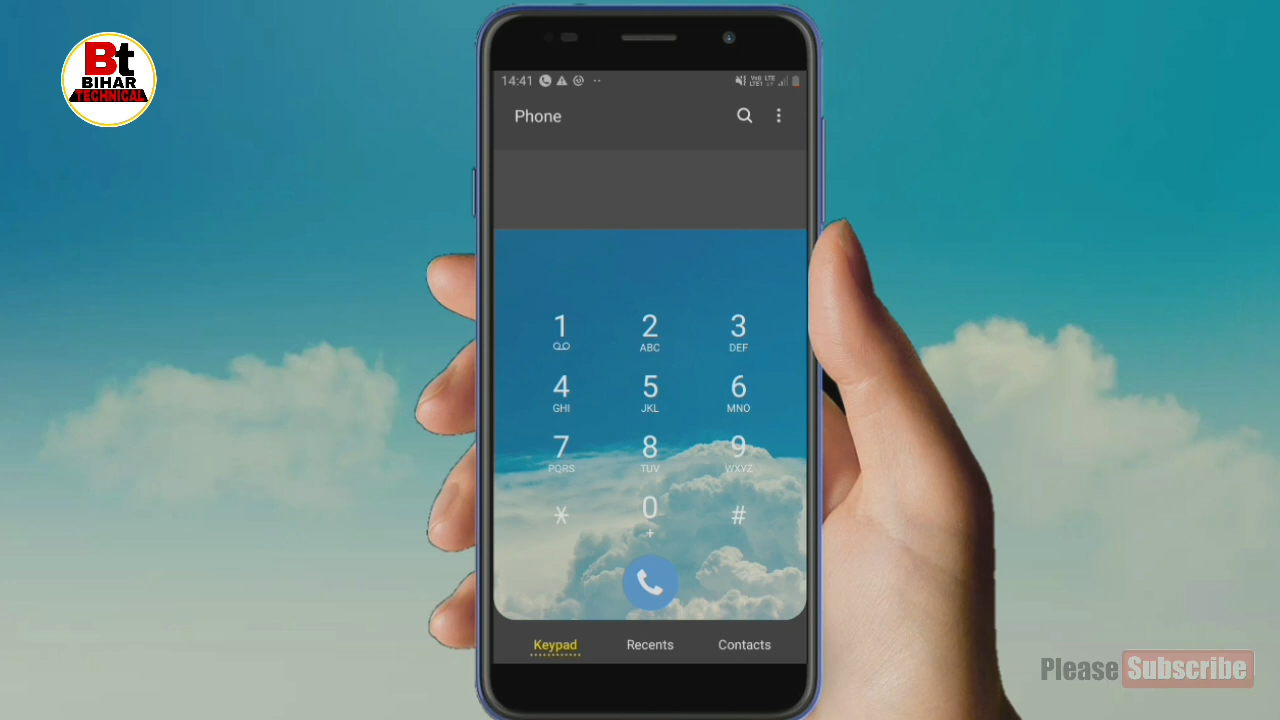 Bt
BIHAR
TECHNICAL
14:41
Phone
1 2 3
ABC DEF
4 5 6
GHI JKL MNO
7 8 9
PQRS TUV WXYZ
* 0 #
+
Keypad Recents Contacts
Please Subscribe